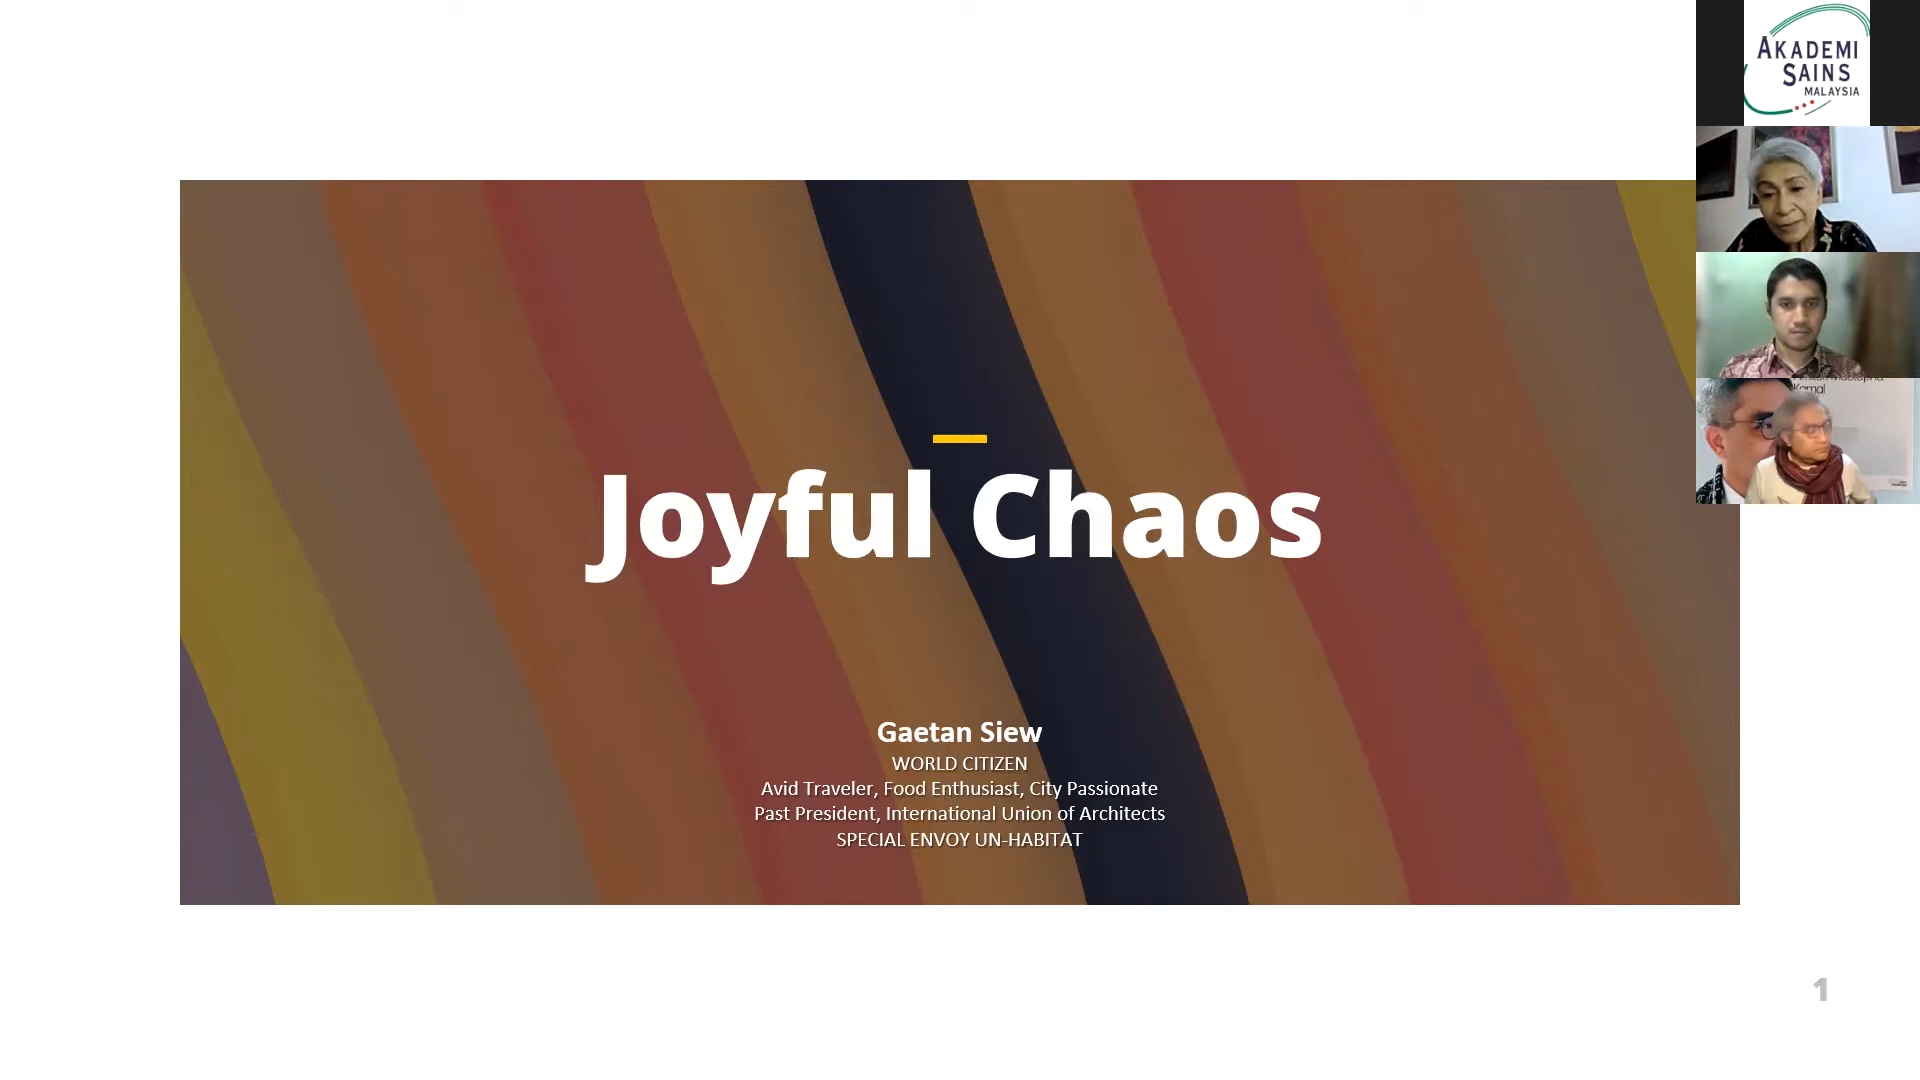 AKADEMI
SAINS
MALAYSIA
Kamal
Joyful Chaos
Gaetan Siew
WORLD CITIZEN
Avid Traveler, Food Enthusiast, City Passionate
Past President, International Union of Architects
SPECIAL ENVOY UN-HABITAT
1